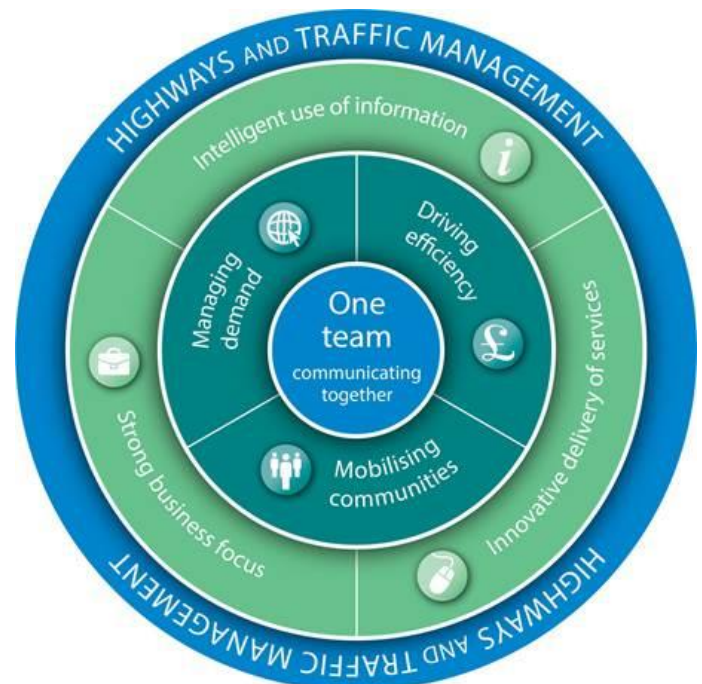 HIGHWAYS AND TRAFFIC MANAGEMENT
Intelligent use of information
i
Managing
demand
Driving
efficiency
£
One
team
communicating
together
Mobilising
communities
Strong business focus
Innovative delivery of services
HIGHWAYS AND TRAFFIC MANAGEMENT